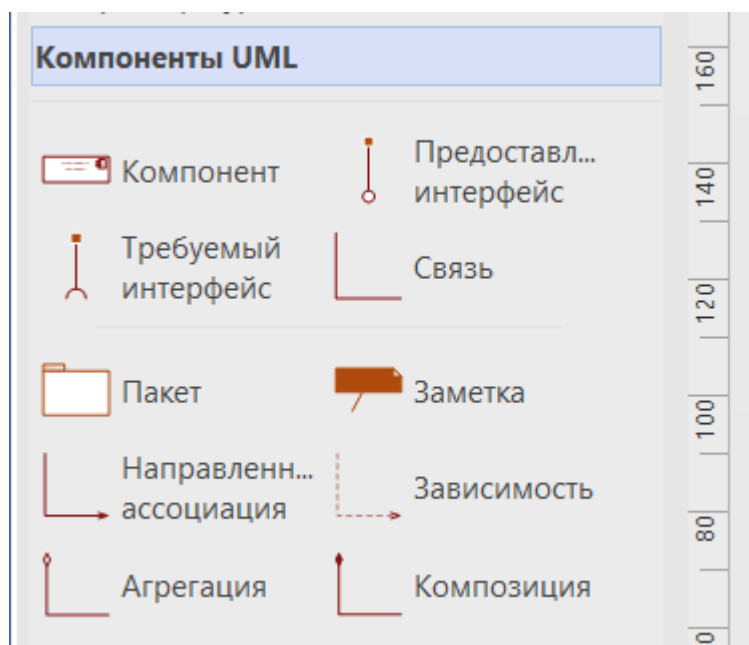 Компоненты UML
Компонент
Предоставл...
интерфейс
Требуемый
интерфейс
Связь
Пакет
Заметка
Направленн...
ассоциация
Зависимость
Агрегация
Композиция
160
140
120
100
80